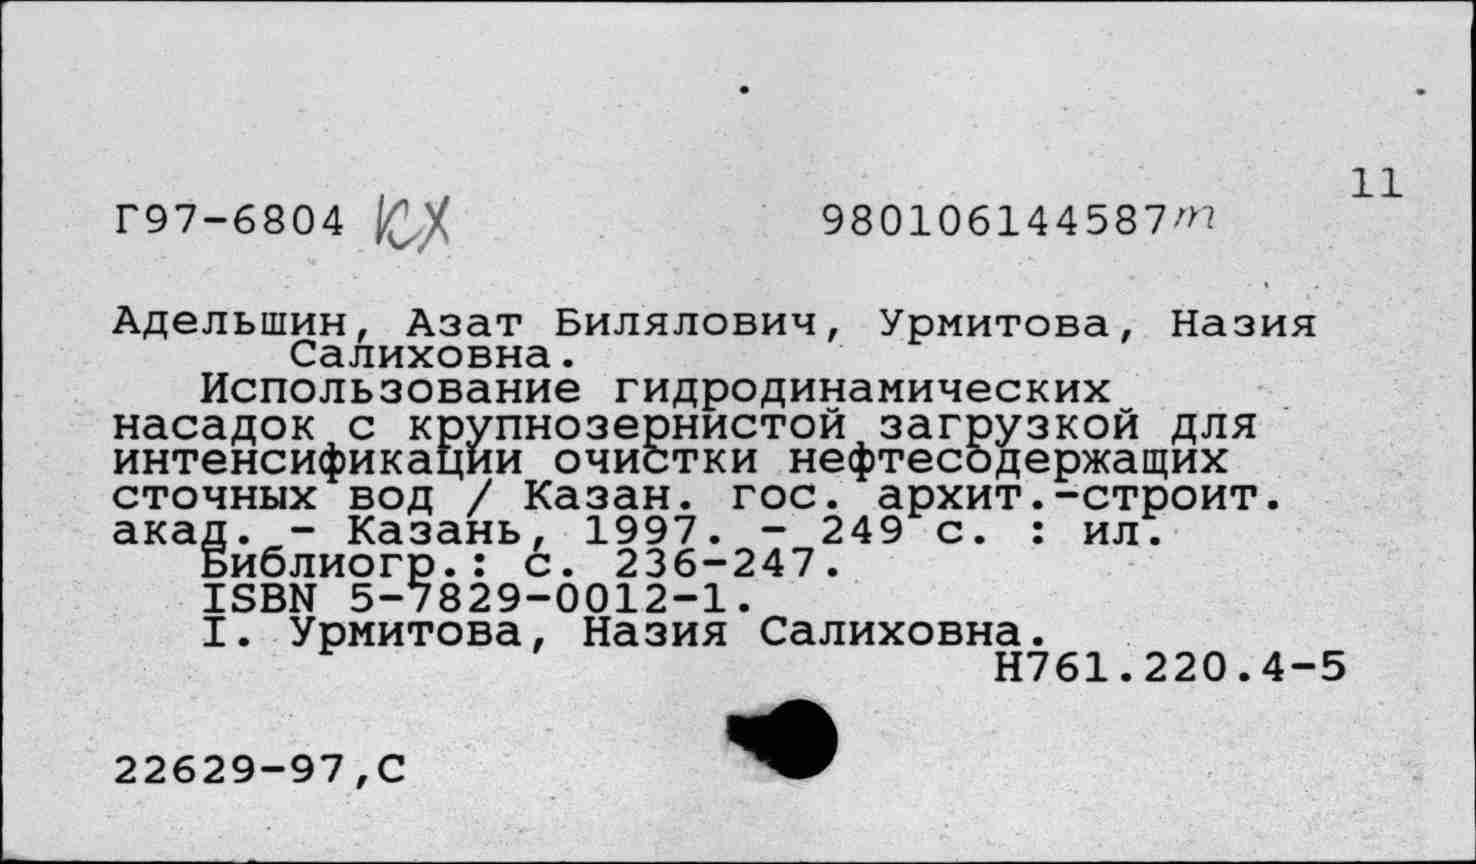 11
Г97-6804 КХ 980106144587m
Адельшин, Азат Билялович, Урмитова, Назия
Салиховна.
Использование гидродинамических
насадок с крупнозернистой загрузкой для
интенсификации очистки нефтесодержащих
сточных вод / Казан. гос. архит.-строит.
акад. - Казань, 1997. - 249 с. : ил.
Библиогр.: с. 236-247.
ISBN 5-7829-0012-1.
I. Урмитова, Назия Салиховна.
Н761.220.4-5
22629-97,С